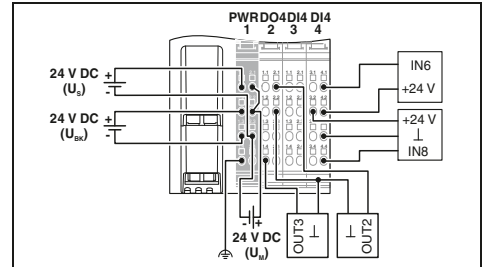 PWR DO4 DI4 DI4
1 2 3 4
24 V DC
(US)
+
-
24 V DC
(UBK)
+
-
IN6
+24 V
+24 V
⊥
IN8
- +
24 V DC
(UM)
OUT3
⊥
⊥
OUT2